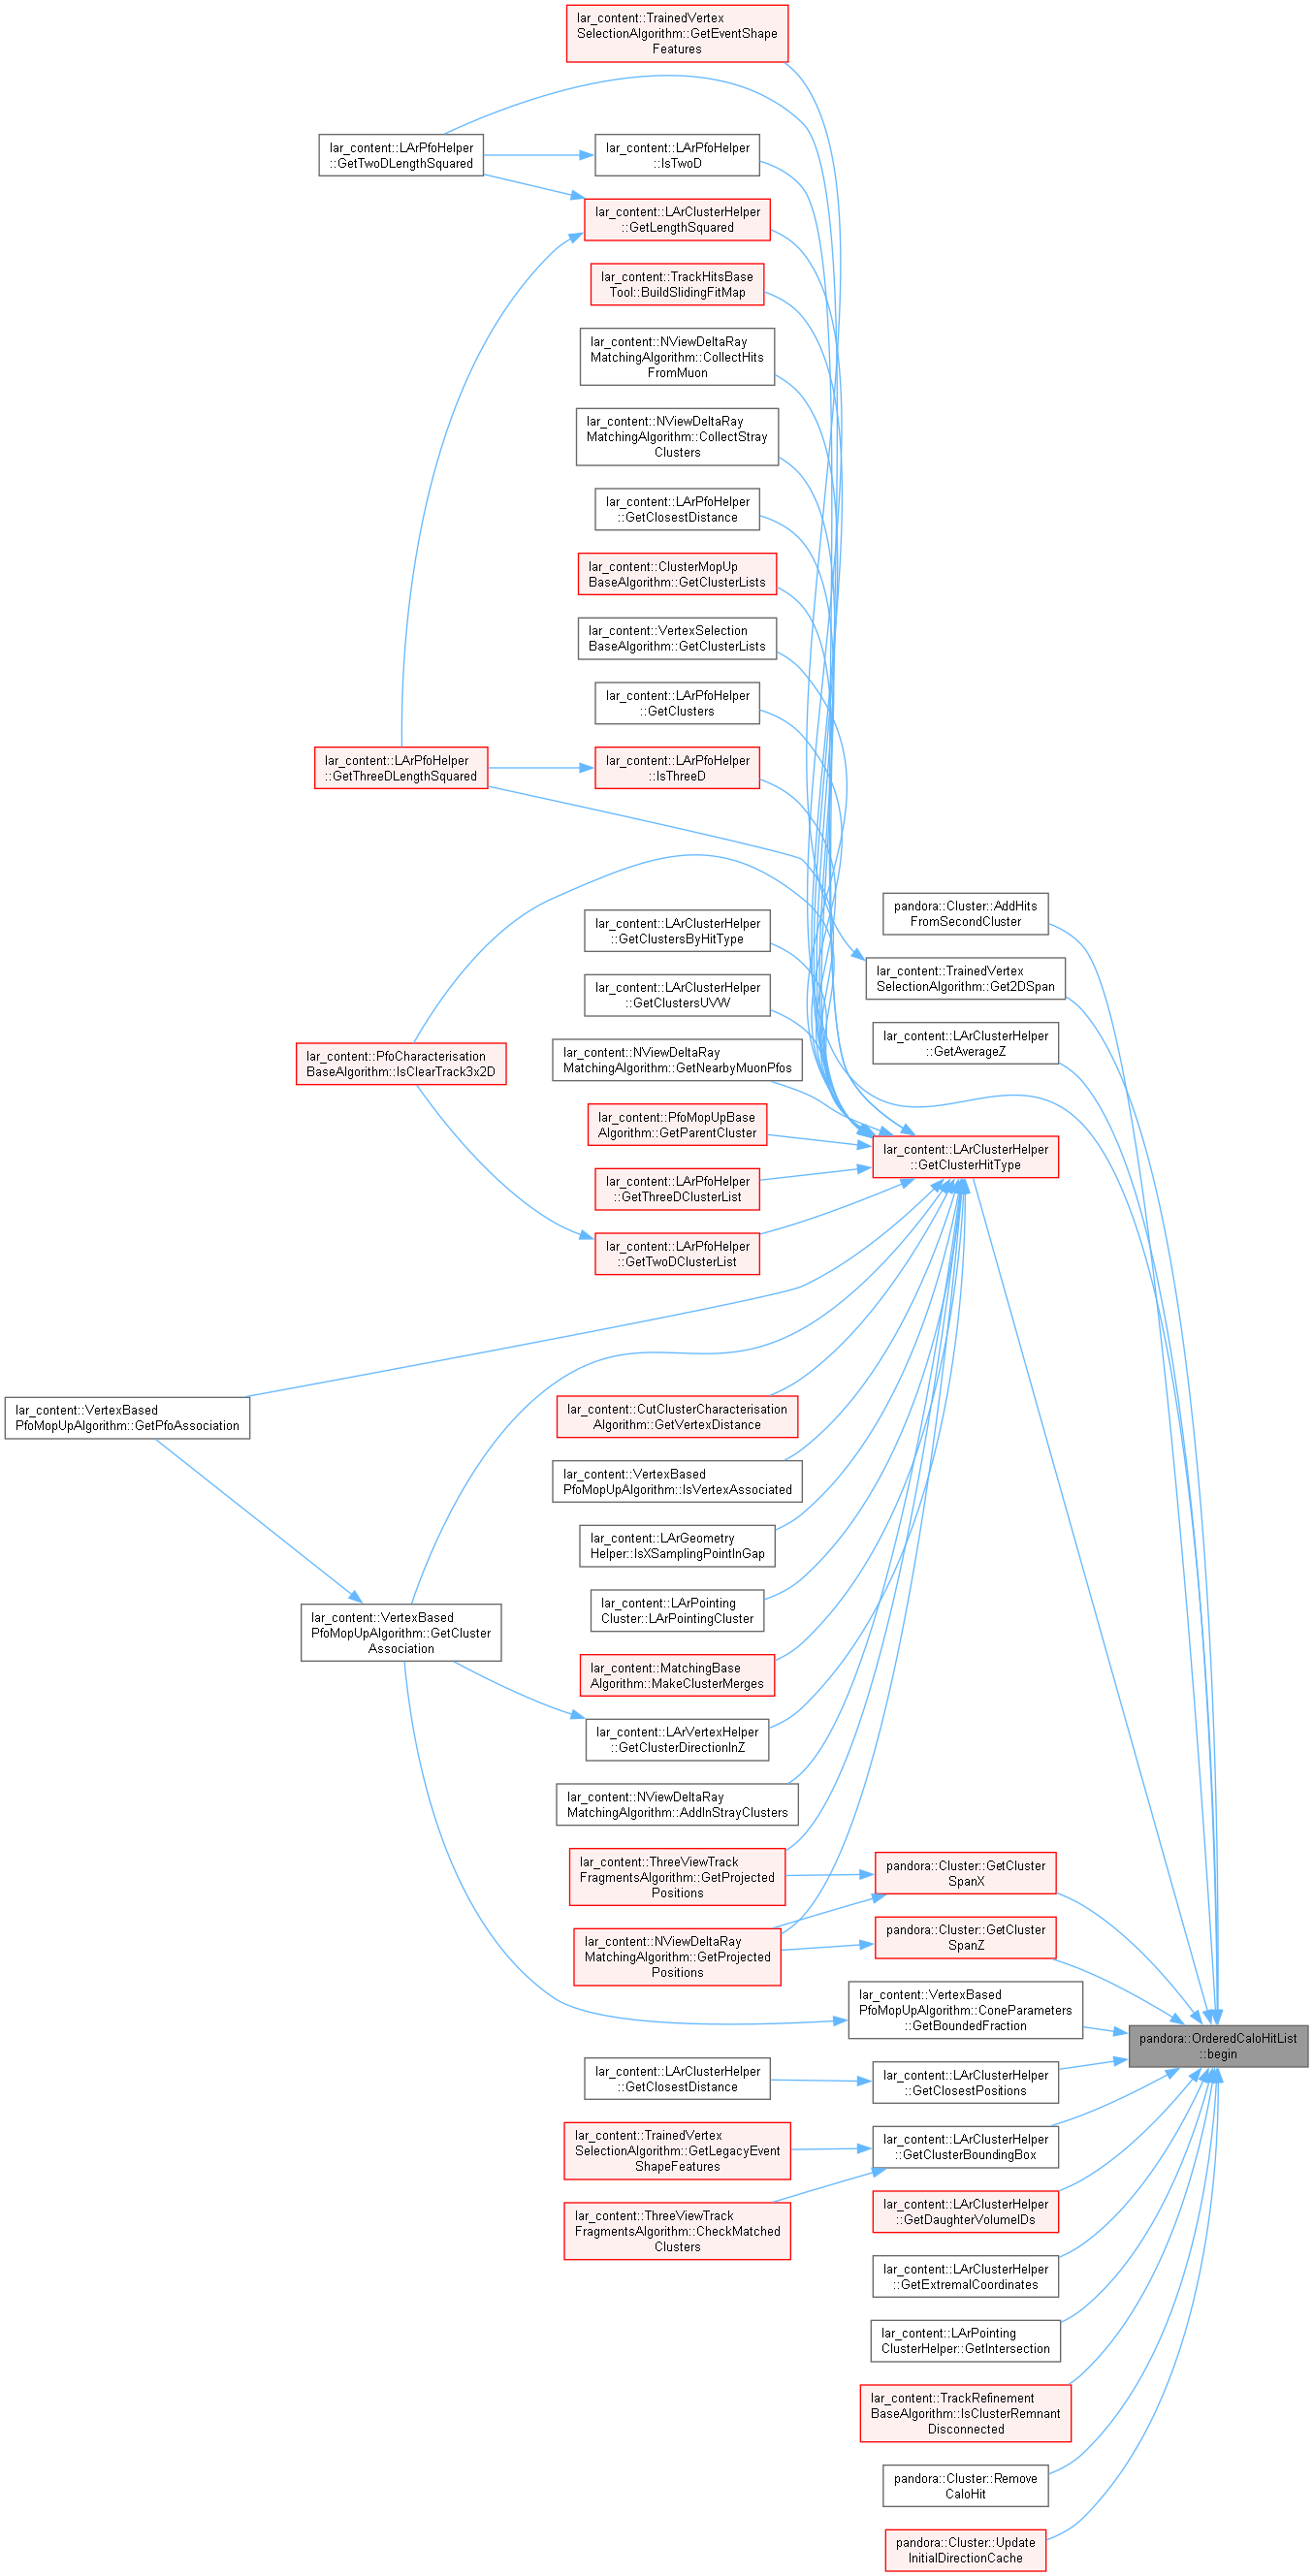 lar_content::TrainedVertex
SelectionAlgorithm::GetEventShape
Features
lar_content::LArPfoHelper
::GetTwoDLengthSquared
lar_content::LArPfoHelper
::IsTwoD
lar_content::LArClusterHelper
::GetLengthSquared
lar_content::TrackHitsBase
Tool::BuildSlidingFitMap
lar_content::NViewDeltaRay
MatchingAlgorithm::CollectHits
FromMuon
lar_content::NViewDeltaRay
MatchingAlgorithm::CollectStray
Clusters
lar_content::LArPfoHelper
::GetClosestDistance
lar_content::ClusterMopUp
BaseAlgorithm::GetClusterLists
lar_content::VertexSelection
BaseAlgorithm::GetClusterLists
lar_content::LArPfoHelper
::GetClusters
lar_content::LArPfoHelper
::GetThreeDLengthSquared
lar_content::LArPfoHelper
::IsThreeD
pandora::Cluster::AddHits
FromSecondCluster
lar_content::LArClusterHelper
::GetClustersByHitType
lar_content::TrainedVertex
SelectionAlgorithm::Get2DSpan
lar_content::LArClusterHelper
::GetClustersUVW
lar_content::LArClusterHelper
::GetAverageZ
lar_content::PfoCharacterisation
BaseAlgorithm::IsClearTrack3x2D
lar_content::NViewDeltaRay
MatchingAlgorithm::GetNearbyMuonPfos
lar_content::PfoMopUpBase
Algorithm::GetParentCluster
lar_content::LArClusterHelper
::GetClusterHitType
lar_content::LArPfoHelper
::GetThreeDClusterList
lar_content::LArPfoHelper
::GetTwoDClusterList
lar_content::VertexBased
PfoMopUpAlgorithm::GetPfoAssociation
lar_content::CutClusterCharacterisation
Algorithm::GetVertexDistance
lar_content::VertexBased
PfoMopUpAlgorithm::IsVertexAssociated
lar_content::LArGeometry
Helper::IsXSamplingPointInGap
lar_content::LArPointing
Cluster::LArPointingCluster
lar_content::VertexBased
PfoMopUpAlgorithm::GetCluster
Association
lar_content::MatchingBase
Algorithm::MakeClusterMerges
lar_content::LArVertexHelper
::GetClusterDirectionInZ
lar_content::NViewDeltaRay
MatchingAlgorithm::AddInStrayClusters
lar_content::ThreeViewTrack
FragmentsAlgorithm::GetProjected
Positions
pandora::Cluster::GetCluster
SpanX
lar_content::NViewDeltaRay
MatchingAlgorithm::GetProjected
Positions
pandora::Cluster::GetCluster
SpanZ
lar_content::VertexBased
PfoMopUpAlgorithm::ConeParameters
::GetBoundedFraction
pandora::OrderedCaloHitList
::begin
lar_content::LArClusterHelper
::GetClosestDistance
lar_content::LArClusterHelper
::GetClosestPositions
lar_content::TrainedVertex
SelectionAlgorithm::GetLegacyEvent
ShapeFeatures
lar_content::LArClusterHelper
::GetClusterBoundingBox
lar_content::ThreeViewTrack
FragmentsAlgorithm::CheckMatched
Clusters
lar_content::LArClusterHelper
::GetDaughterVolumeIDs
lar_content::LArClusterHelper
::GetExtremalCoordinates
lar_content::LArPointing
ClusterHelper::GetIntersection
lar_content::TrackRefinement
BaseAlgorithm::IsClusterRemnant
Disconnected
pandora::Cluster::Remove
CaloHit
pandora::Cluster::Update
InitialDirectionCache